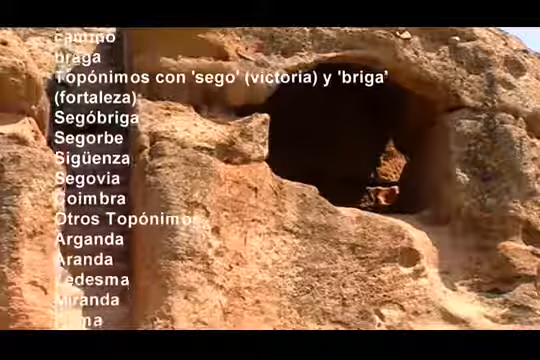 camino
braga
Topónimos con 'sego' (victoria) y 'briga'
(fortaleza)
Segóbriga
Segorbe
Sigüenza
Segovia
Coimbra
Otros Topónimos
Arganda
Aranda
Ledesma
Miranda